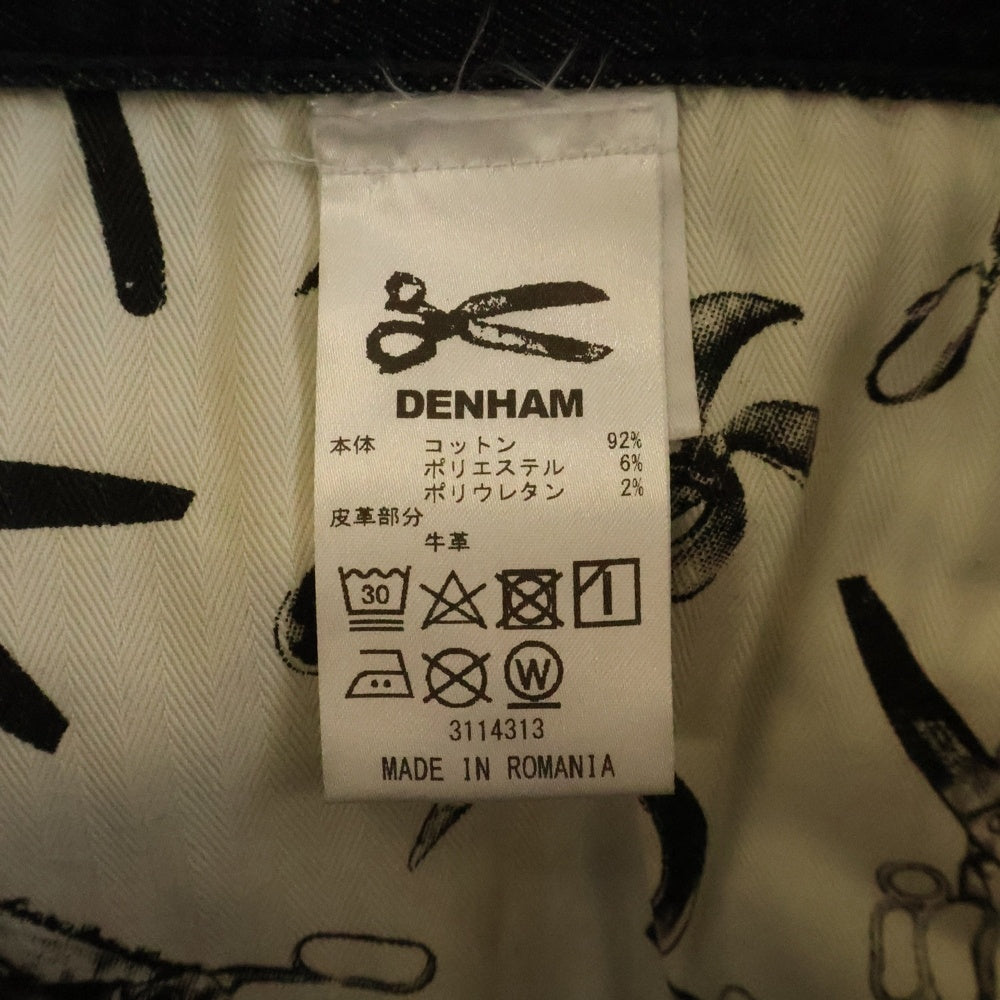 DENHAM
本体 コットン 92%
ポリエステル 6%
ポリウレタン 2%
皮革部分
牛革
30
W
3114313
MADE IN ROMANIA